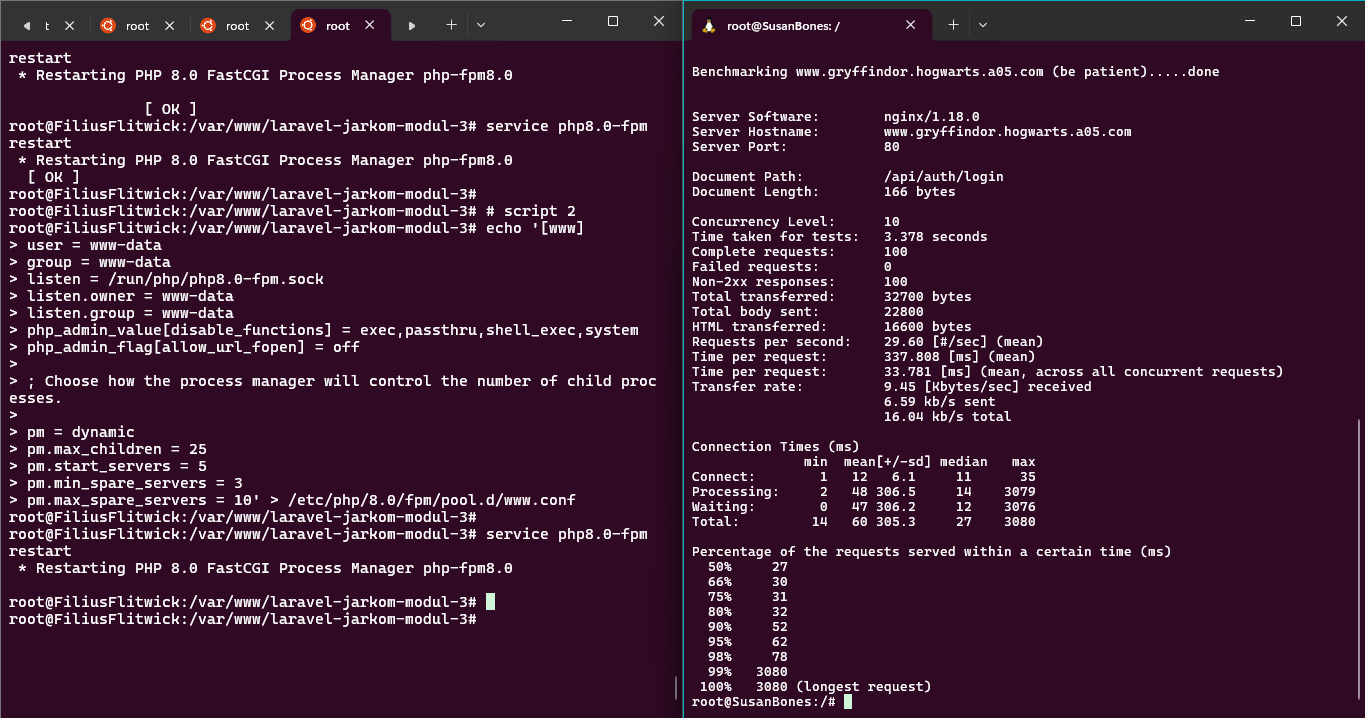 t
root
root
root
restart
 * Restarting PHP 8.0 FastCGI Process Manager php-fpm8.0
               [ OK ]
root@FiliusFlitwick:/var/www/laravel-jarkom-modul-3# service php8.0-fpm
restart
 * Restarting PHP 8.0 FastCGI Process Manager php-fpm8.0
  [ OK ]
root@FiliusFlitwick:/var/www/laravel-jarkom-modul-3#
root@FiliusFlitwick:/var/www/laravel-jarkom-modul-3# # script 2
root@FiliusFlitwick:/var/www/laravel-jarkom-modul-3# echo '[www]
> user = www-data
> group = www-data
> listen = /run/php/php8.0-fpm.sock
> listen.owner = www-data
> listen.group = www-data
> php_admin_value[disable_functions] = exec,passthru,shell_exec,system
> php_admin_flag[allow_url_fopen] = off
>
> ; Choose how the process manager will control the number of child proc
esses.
>
> pm = dynamic
> pm.max_children = 25
> pm.start_servers = 5
> pm.min_spare_servers = 3
> pm.max_spare_servers = 10' > /etc/php/8.0/fpm/pool.d/www.conf
root@FiliusFlitwick:/var/www/laravel-jarkom-modul-3#
root@FiliusFlitwick:/var/www/laravel-jarkom-modul-3# service php8.0-fpm
restart
 * Restarting PHP 8.0 FastCGI Process Manager php-fpm8.0
root@FiliusFlitwick:/var/www/laravel-jarkom-modul-3#
root@FiliusFlitwick:/var/www/laravel-jarkom-modul-3#
root@SusanBones: /
Benchmarking www.gryffindor.hogwarts.a05.com (be patient).....done
Server Software:        nginx/1.18.0
Server Hostname:        www.gryffindor.hogwarts.a05.com
Server Port:            80
Document Path:          /api/auth/login
Document Length:        166 bytes
Concurrency Level:      10
Time taken for tests:   3.378 seconds
Complete requests:      100
Failed requests:        0
Non-2xx responses:      100
Total transferred:      32700 bytes
Total body sent:        22800
HTML transferred:       16600 bytes
Requests per second:    29.60 [#/sec] (mean)
Time per request:       337.808 [ms] (mean)
Time per request:       33.781 [ms] (mean, across all concurrent requests)
Transfer rate:          9.45 [Kbytes/sec] received
                        6.59 kb/s sent
                        16.04 kb/s total
Connection Times (ms)
              min  mean[+/-sd] median   max
Connect:        1   12   6.1     11      35
Processing:     2   48 306.5     14    3079
Waiting:        0   47 306.2     12    3076
Total:         14   60 305.3     27    3080
Percentage of the requests served within a certain time (ms)
  50%     27
  66%     30
  75%     31
  80%     32
  90%     52
  95%     62
  98%     78
  99%   3080
 100%   3080 (longest request)
root@SusanBones:/#